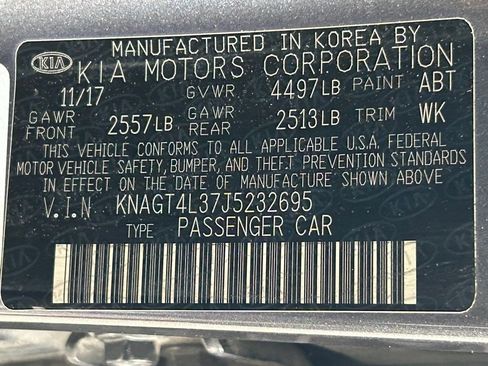 MANUFACTURED IN KOREA BY
KIA KIA MOTORS CORPORATION
11/17 GVWR 4497LB PAINT ABT
GAWR FRONT 2557LB GAWR REAR 2513LB TRIM WK
THIS VEHICLE CONFORMS TO ALL APPLICABLE U.S.A. FEDERAL
MOTOR VEHICLE SAFETY, BUMPER, AND THEFT PREVENTION STANDARDS
IN EFFECT ON THE DATE OF MANUFACTURE SHOWN ABOVE
V.I.N KNAGT4L37J5232695
TYPE PASSENGER CAR